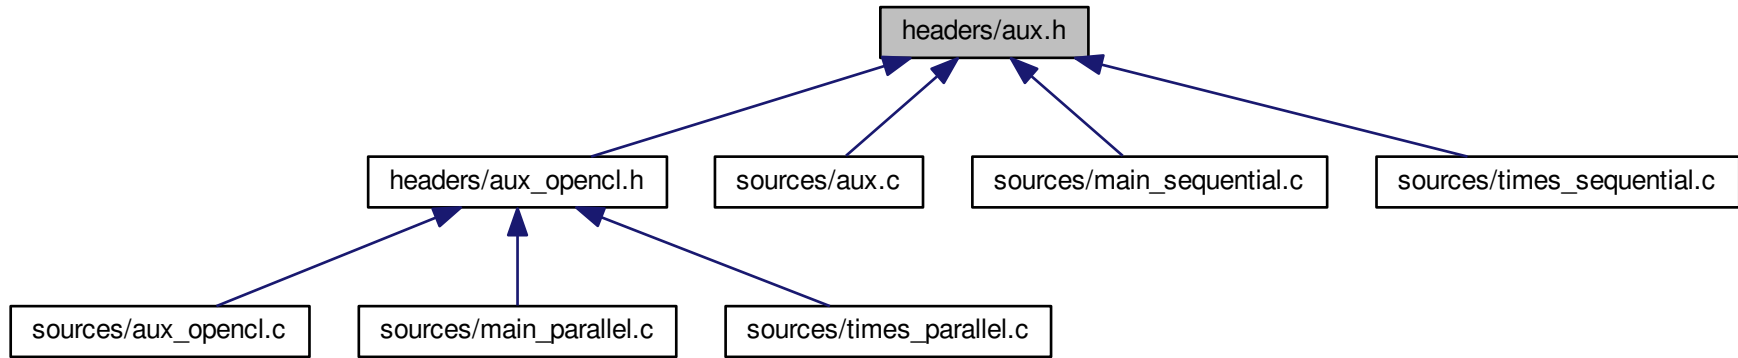 headers/aux.h
headers/aux_opencl.h
sources/aux.c
sources/main_sequential.c
sources/times_sequential.c
sources/aux_opencl.c
sources/main_parallel.c
sources/times_parallel.c